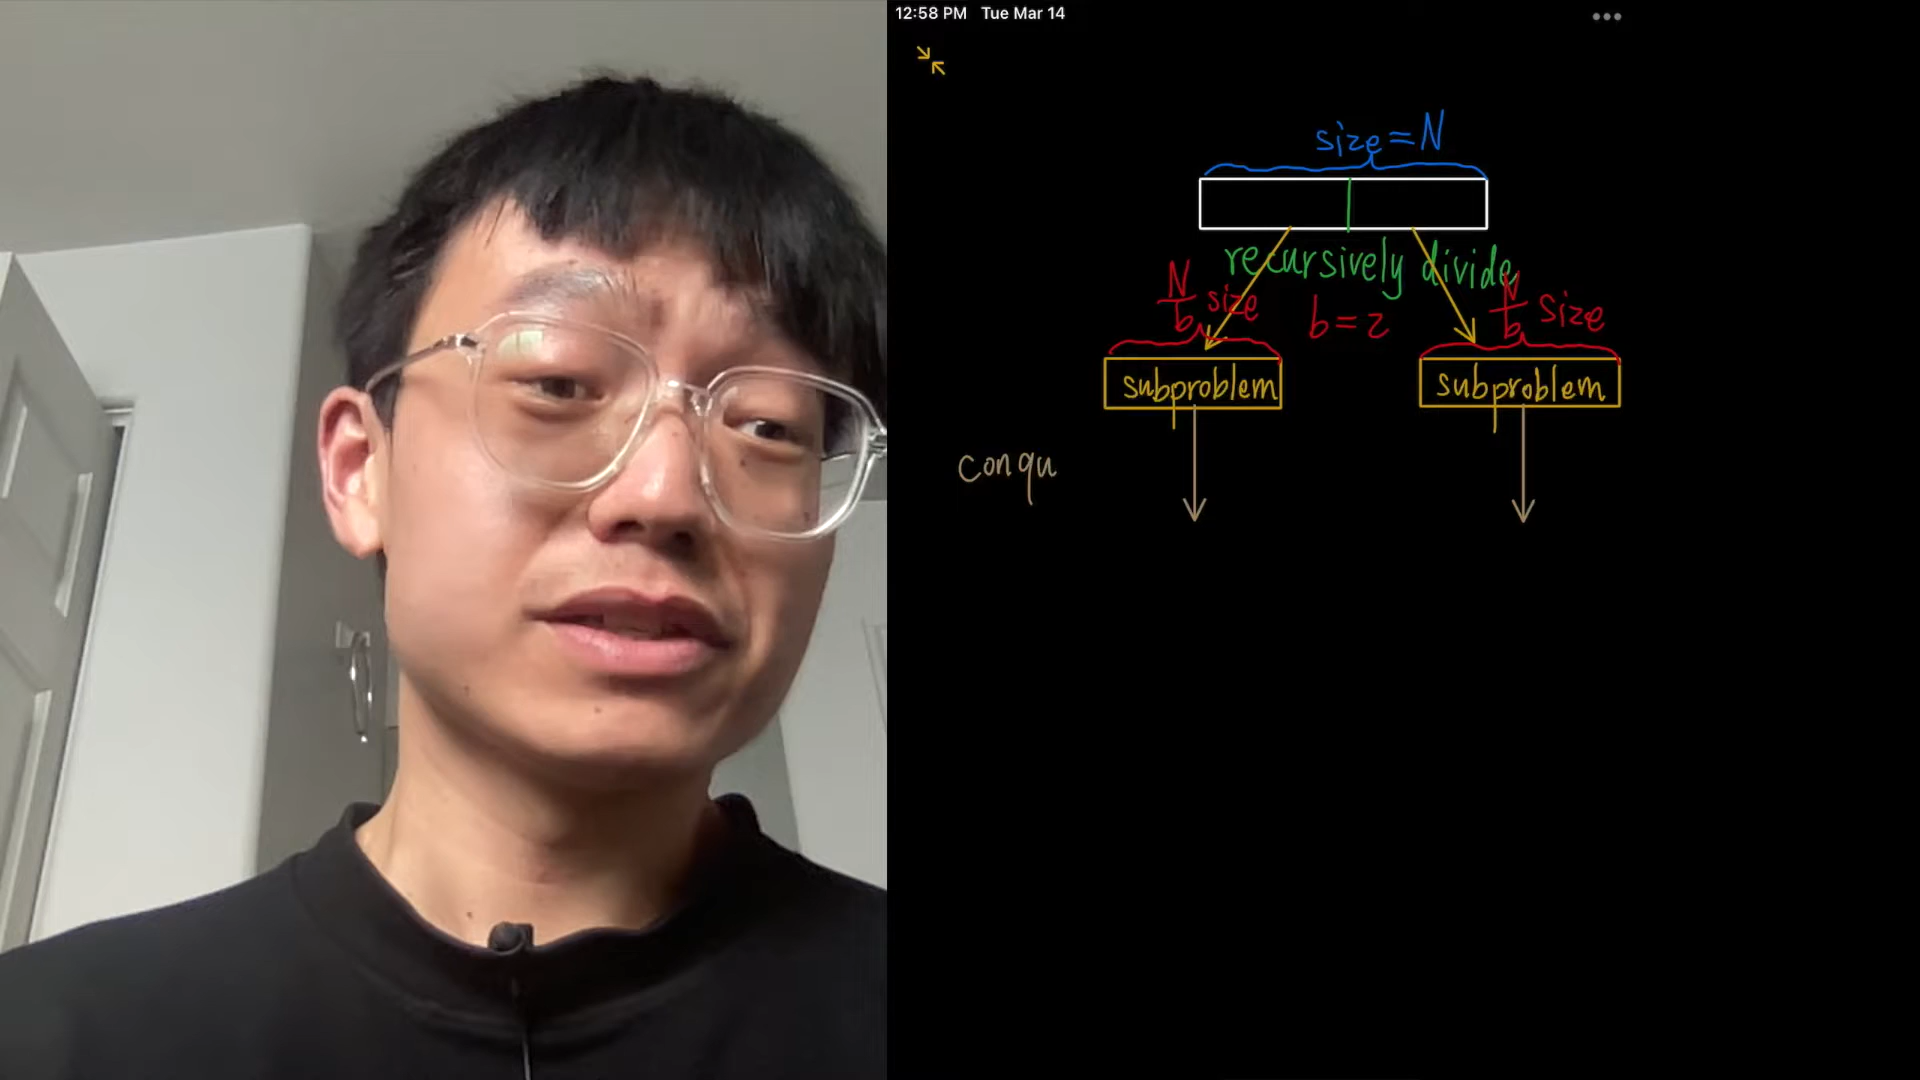 12:58 PM Tue Mar 14
size=N
recursively divide
N/b size
b=2
N/b size
subproblem
subproblem
conqu